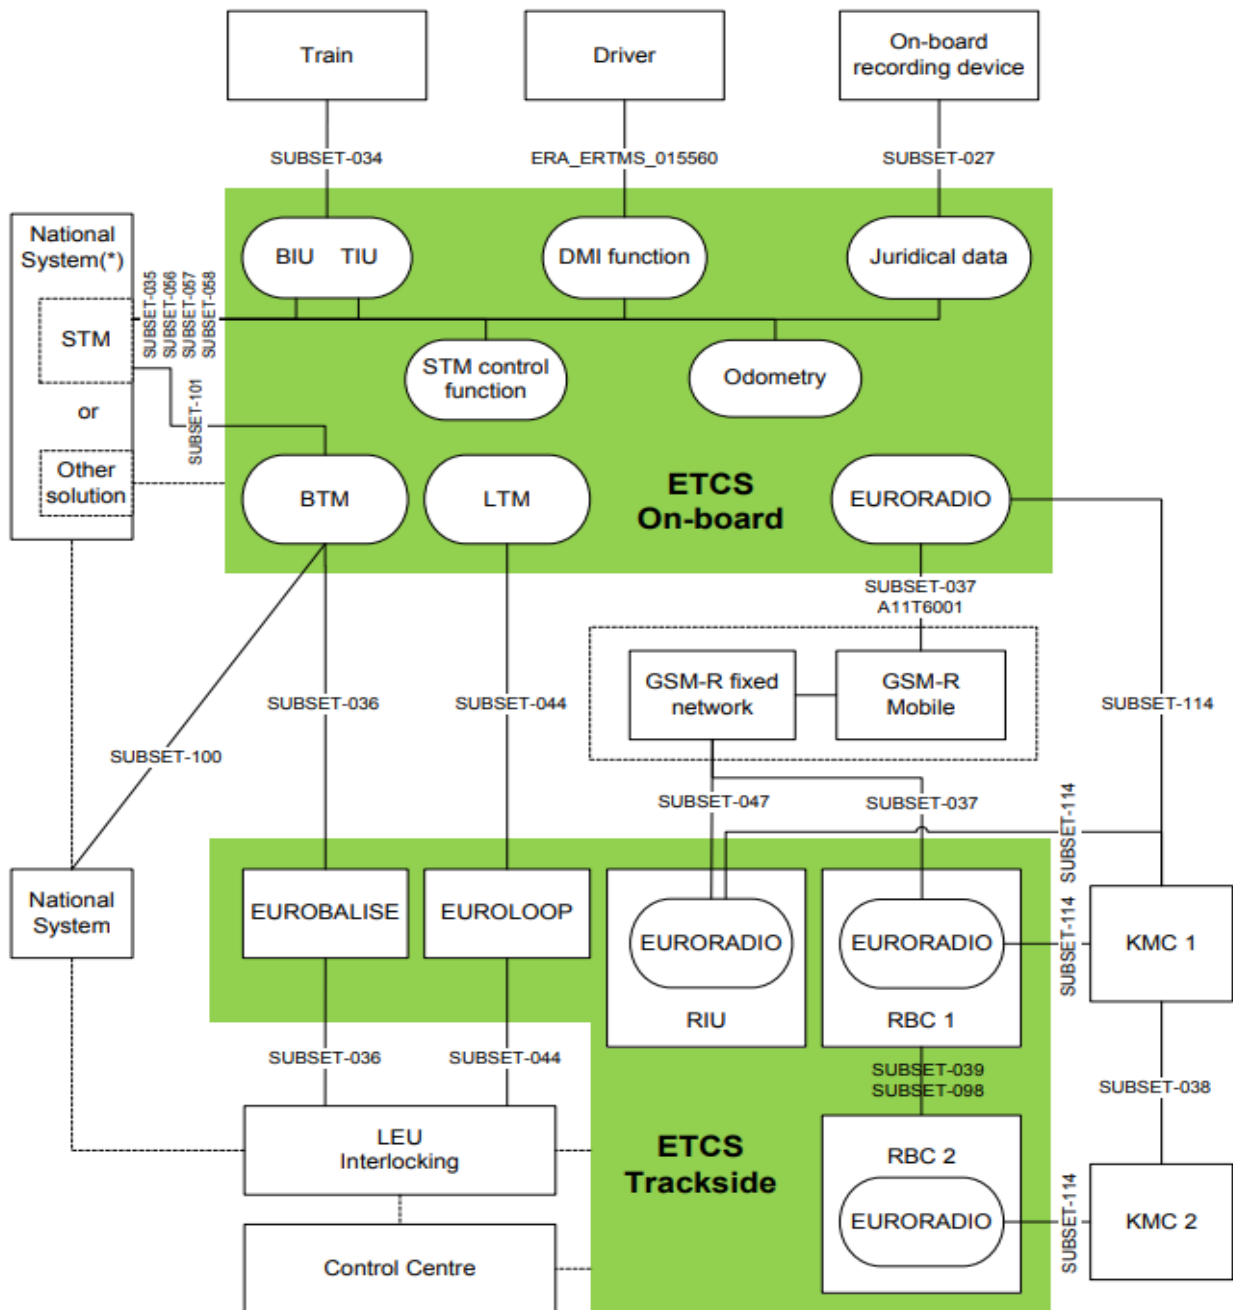 Train
Driver
On-board
recording device
SUBSET-034
ERA_ERTMS_015560
SUBSET-027
National
System(*)
STM
or
Other
solution
SUBSET-035
SUBSET-056
SUBSET-057
SUBSET-058
SUBSET-101
BIU TIU
DMI function
Juridical data
STM control
function
Odometry
BTM
LTM
ETCS
On-board
EURORADIO
SUBSET-037
A11T6001
GSM-R fixed
network
GSM-R
Mobile
SUBSET-036
SUBSET-044
SUBSET-114
SUBSET-100
SUBSET-047
SUBSET-037
SUBSET-114
National
System
EUROBALISE
EUROLOOP
EURORADIO
RIU
EURORADIO
RBC 1
SUBSET-114
KMC 1
SUBSET-036
SUBSET-044
SUBSET-039
SUBSET-098
SUBSET-038
LEU
Interlocking
ETCS
Trackside
RBC 2
EURORADIO
SUBSET-114
KMC 2
Control Centre